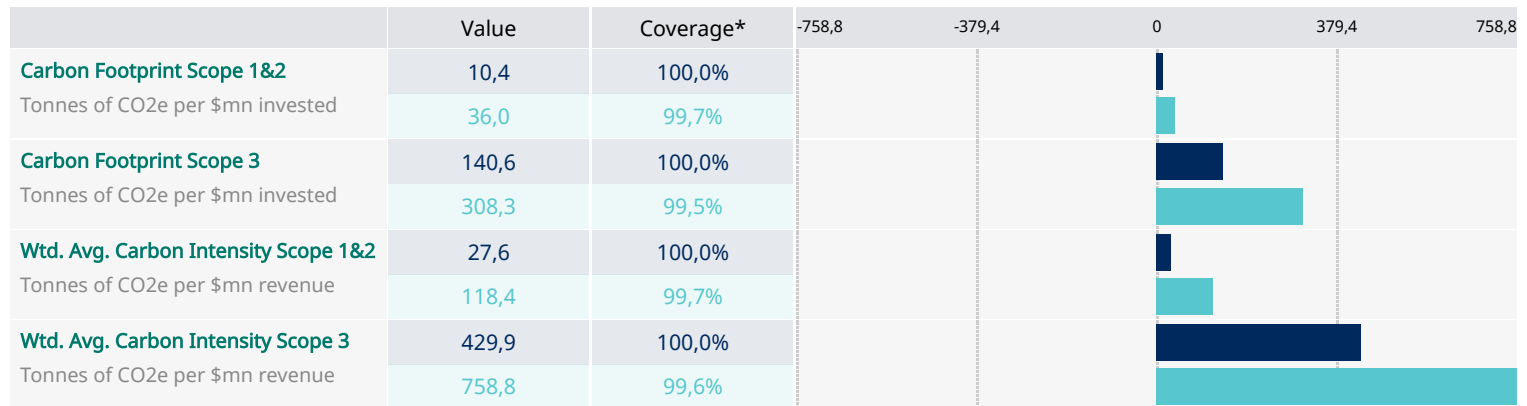 Value Coverage* -758,8 -379,4 0 379,4 758,8
Carbon Footprint Scope 1&2 10,4 100,0%
Tonnes of CO2e per $mn invested 36,0 99,7%
Carbon Footprint Scope 3 140,6 100,0%
Tonnes of CO2e per $mn invested 308,3 99,5%
Wtd. Avg. Carbon Intensity Scope 1&2 27,6 100,0%
Tonnes of CO2e per $mn revenue 118,4 99,7%
Wtd. Avg. Carbon Intensity Scope 3 429,9 100,0%
Tonnes of CO2e per $mn revenue 758,8 99,6%